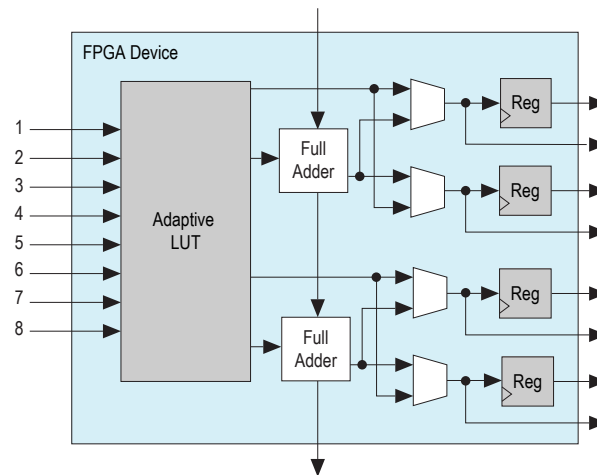 FPGA Device
1
2
3
4
5
6
7
8
Adaptive
LUT
Full
Adder
Full
Adder
Reg
Reg
Reg
Reg